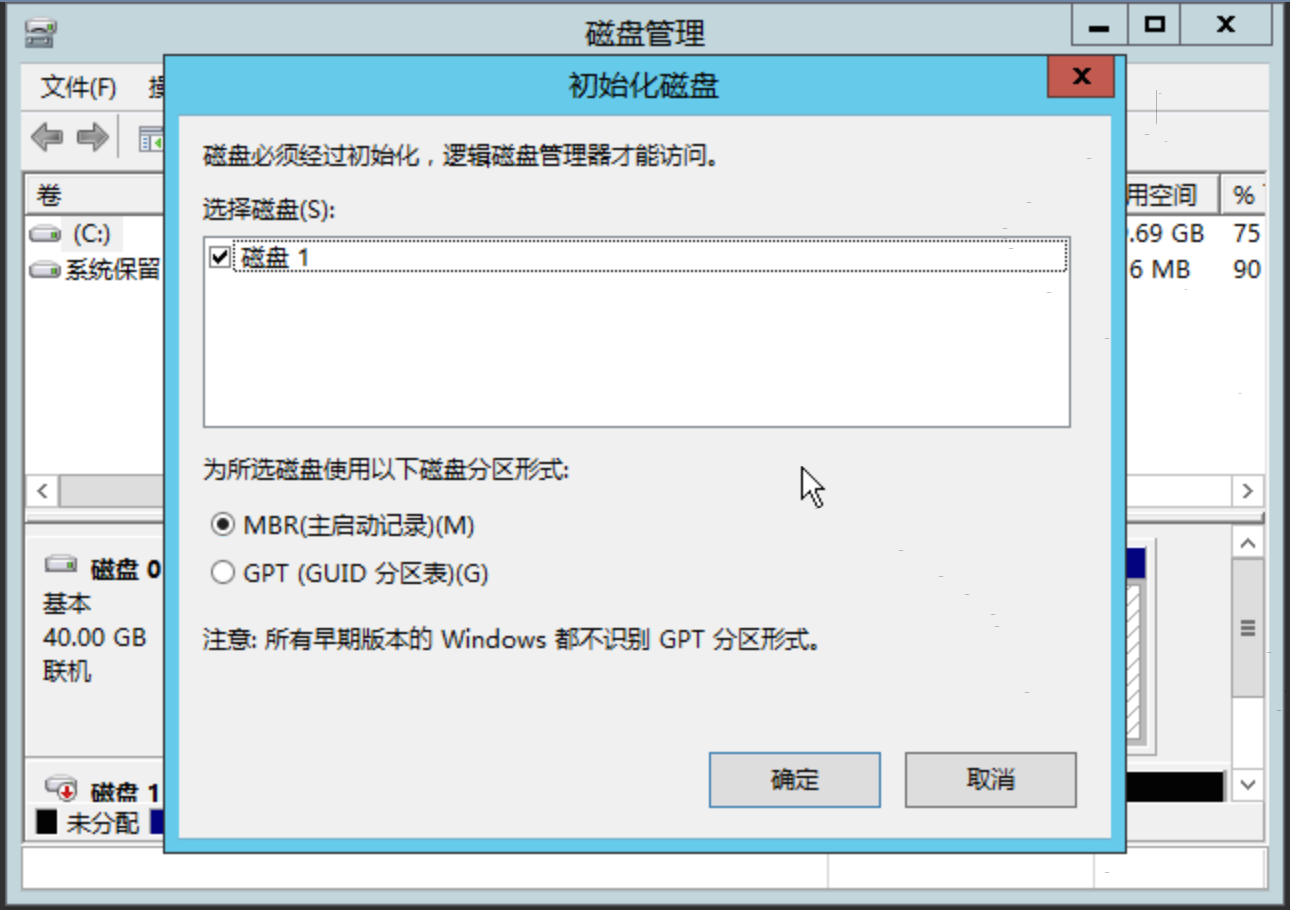 磁盘管理
文件(F)
初始化磁盘
磁盘必须经过初始化，逻辑磁盘管理器才能访问。
选择磁盘(S):
磁盘 1
卷
用空间 %
(C:) .69 GB 75
系统保留 6 MB 90
为所选磁盘使用以下磁盘分区形式:
MBR(主启动记录)(M)
GPT (GUID 分区表)(G)
注意: 所有早期版本的 Windows 都不识别 GPT 分区形式。
确定 取消
磁盘 0
基本
40.00 GB
联机
磁盘 1
未分配